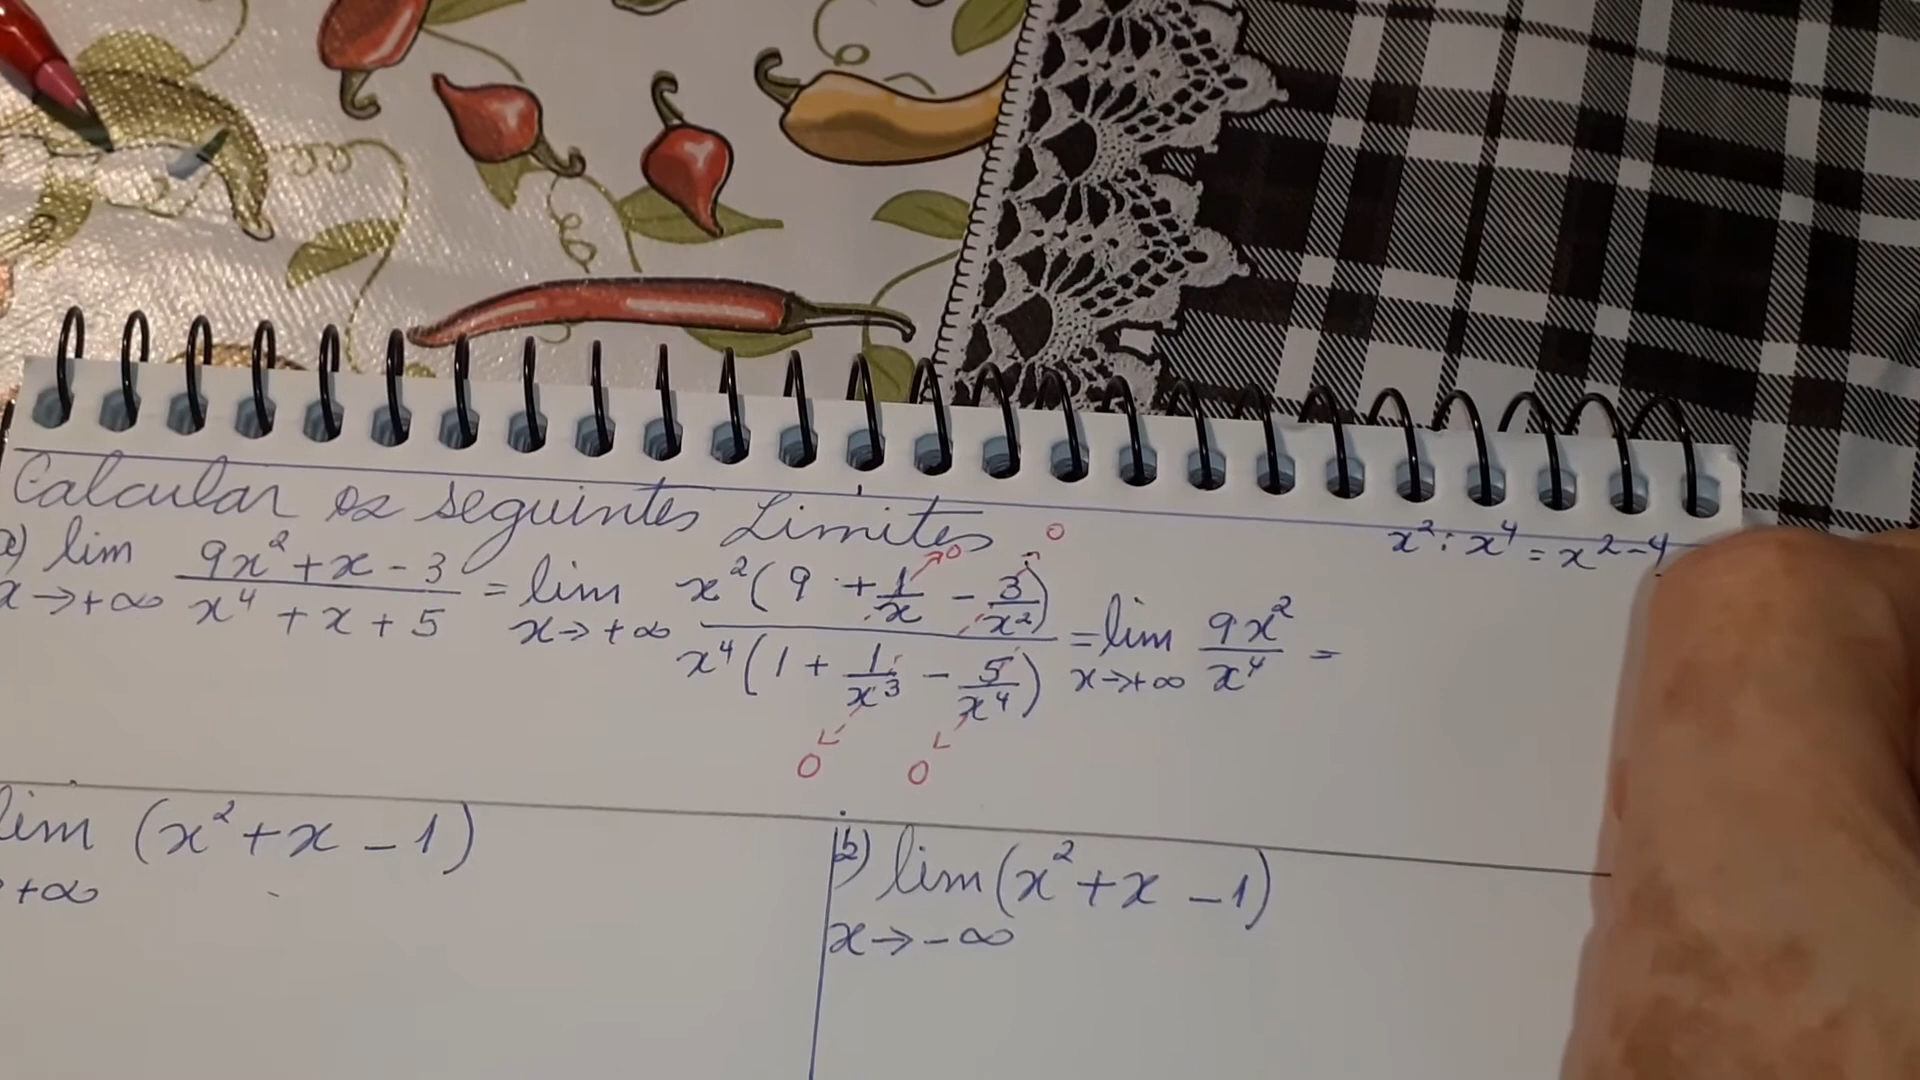 Calcular os seguintes Limites
x² : x⁴ = x²⁻⁴
a) lim x→+∞ (9x² + x - 3)/(x⁴ + x + 5) = lim x→+∞ x²(9 + 1/x - 3/x²)/x⁴(1 + 1/x³ - 5/x⁴) = lim x→+∞ 9x²/x⁴ =
0 0
0 0
lim (x² + x - 1)
+∞
b) lim (x² + x - 1)
x→-∞